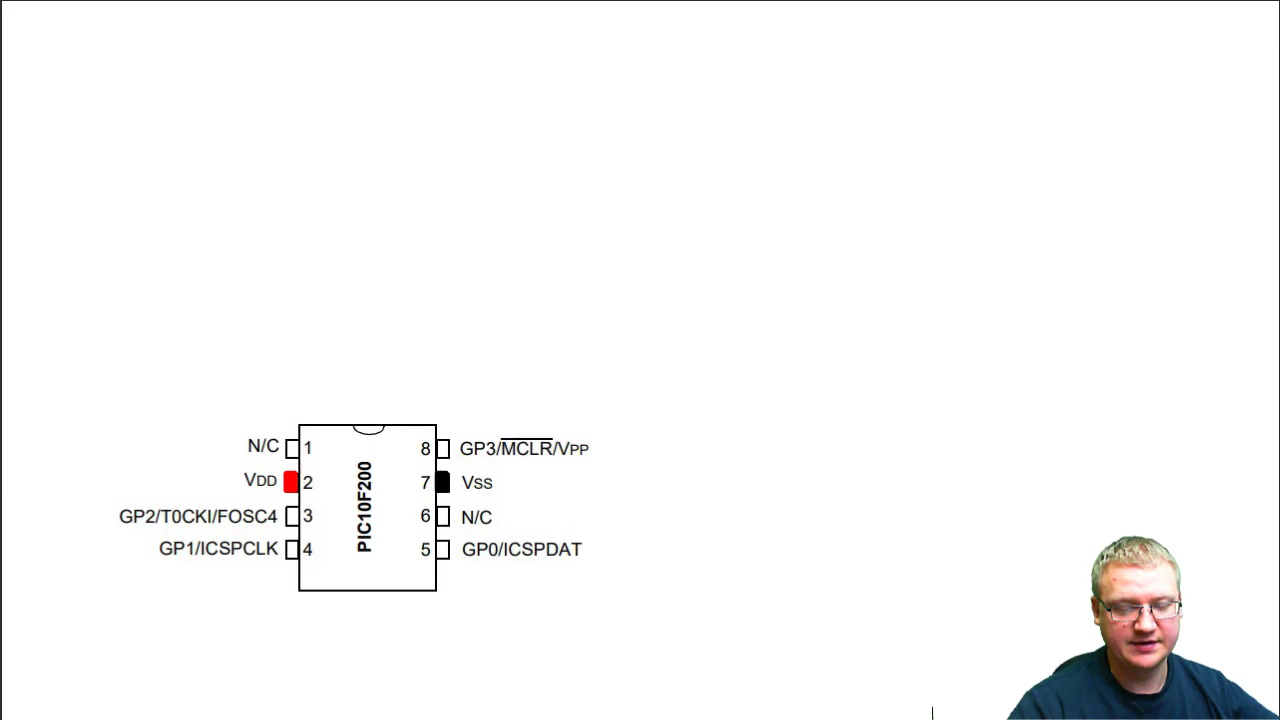 N/C 1 8 GP3/MCLR/VPP
VDD 2 7 VSS
GP2/T0CKI/FOSC4 3 6 N/C
GP1/ICSPCLK 4 5 GP0/ICSPDAT
PIC10F200